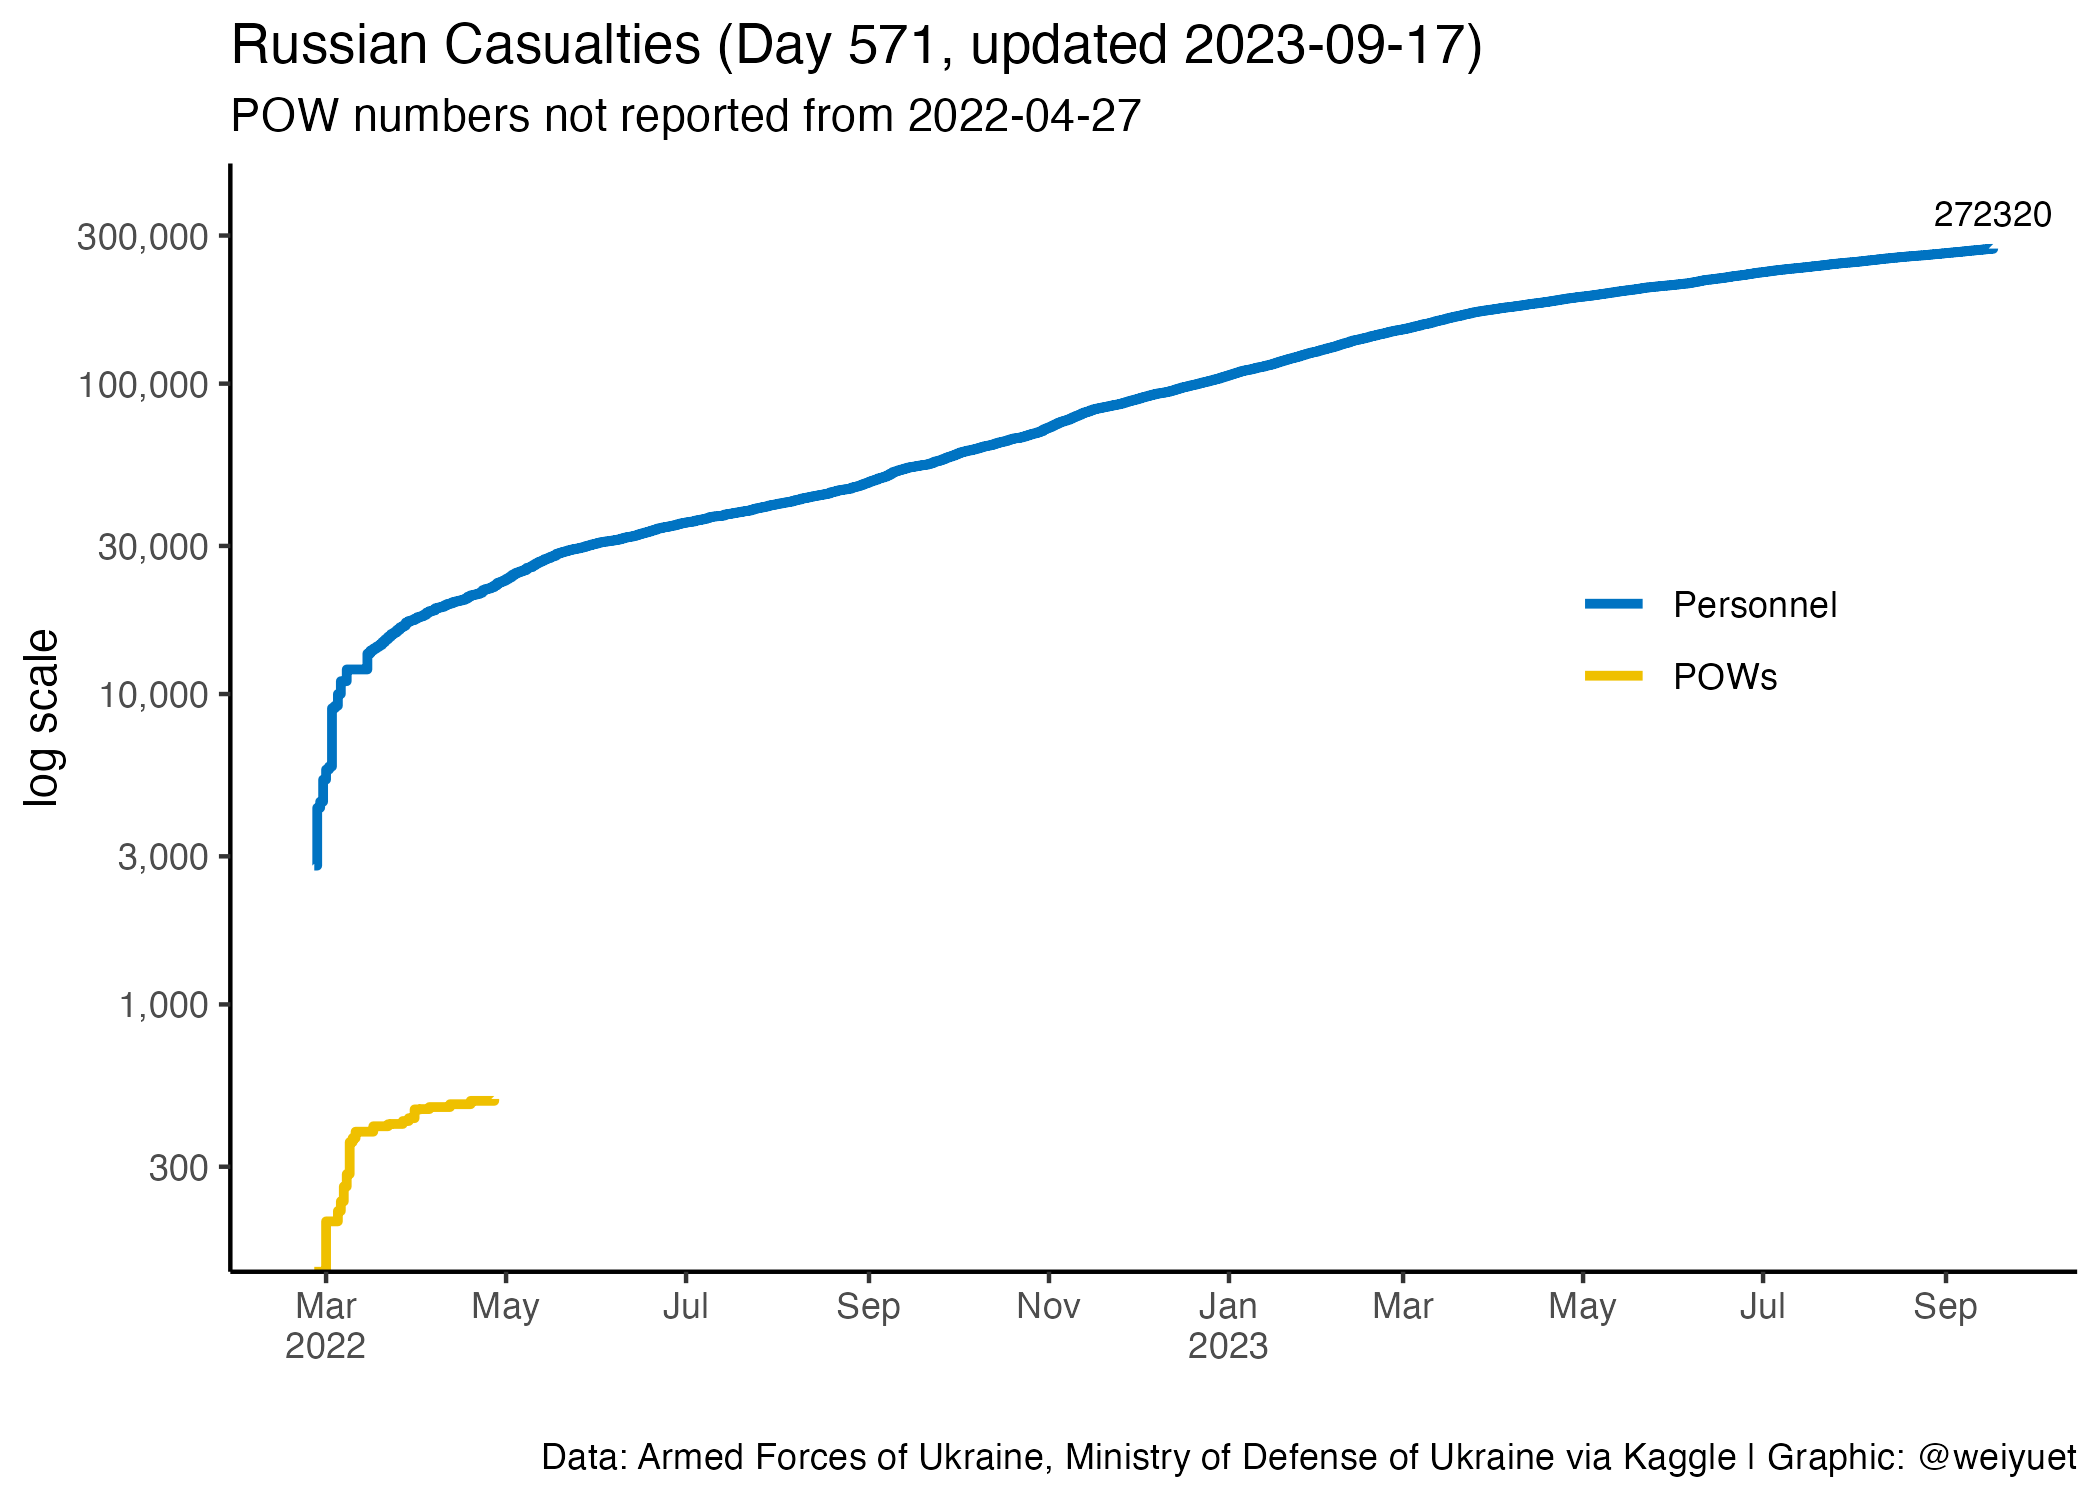 Russian Casualties (Day 571, updated 2023-09-17)
POW numbers not reported from 2022-04-27
272320
300,000
100,000
30,000
10,000
3,000
1,000
300
log scale
Personnel
POWs
Mar May Jul Sep Nov Jan Mar May Jul Sep
2022 2023
Data: Armed Forces of Ukraine, Ministry of Defense of Ukraine via Kaggle | Graphic: @weiyuet